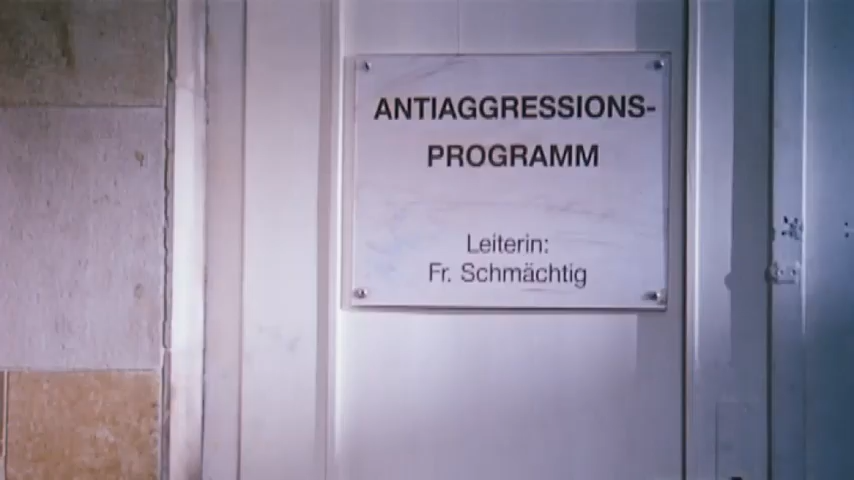 ANTIAGGRESSIONS-
PROGRAMM
Leiterin:
Fr. Schmächtig